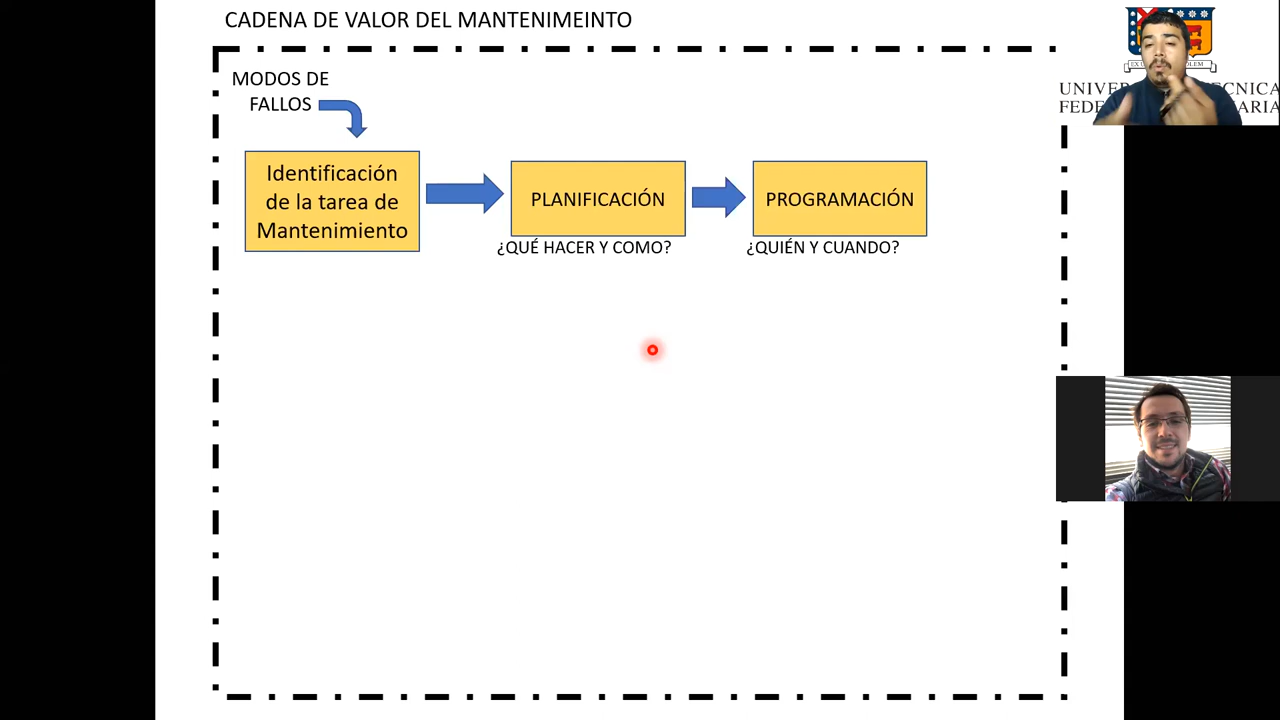 CADENA DE VALOR DEL MANTENIMEINTO
MODOS DE
FALLOS
Identificación
de la tarea de
Mantenimiento
PLANIFICACIÓN
¿QUÉ HACER Y COMO?
PROGRAMACIÓN
¿QUIÉN Y CUANDO?